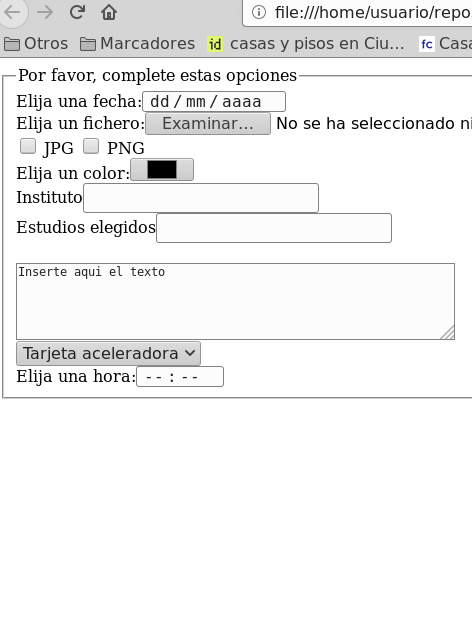 file:///home/usuario/repo
Otros Marcadores id casas y pisos en Ciu... fc Casa
Por favor, complete estas opciones
Elija una fecha: dd/mm/aaaa
Elija un fichero: Examinar... No se ha seleccionado ni
JPG PNG
Elija un color:
Instituto
Estudios elegidos
Inserte aqui el texto
Tarjeta aceleradora
Elija una hora: --:--